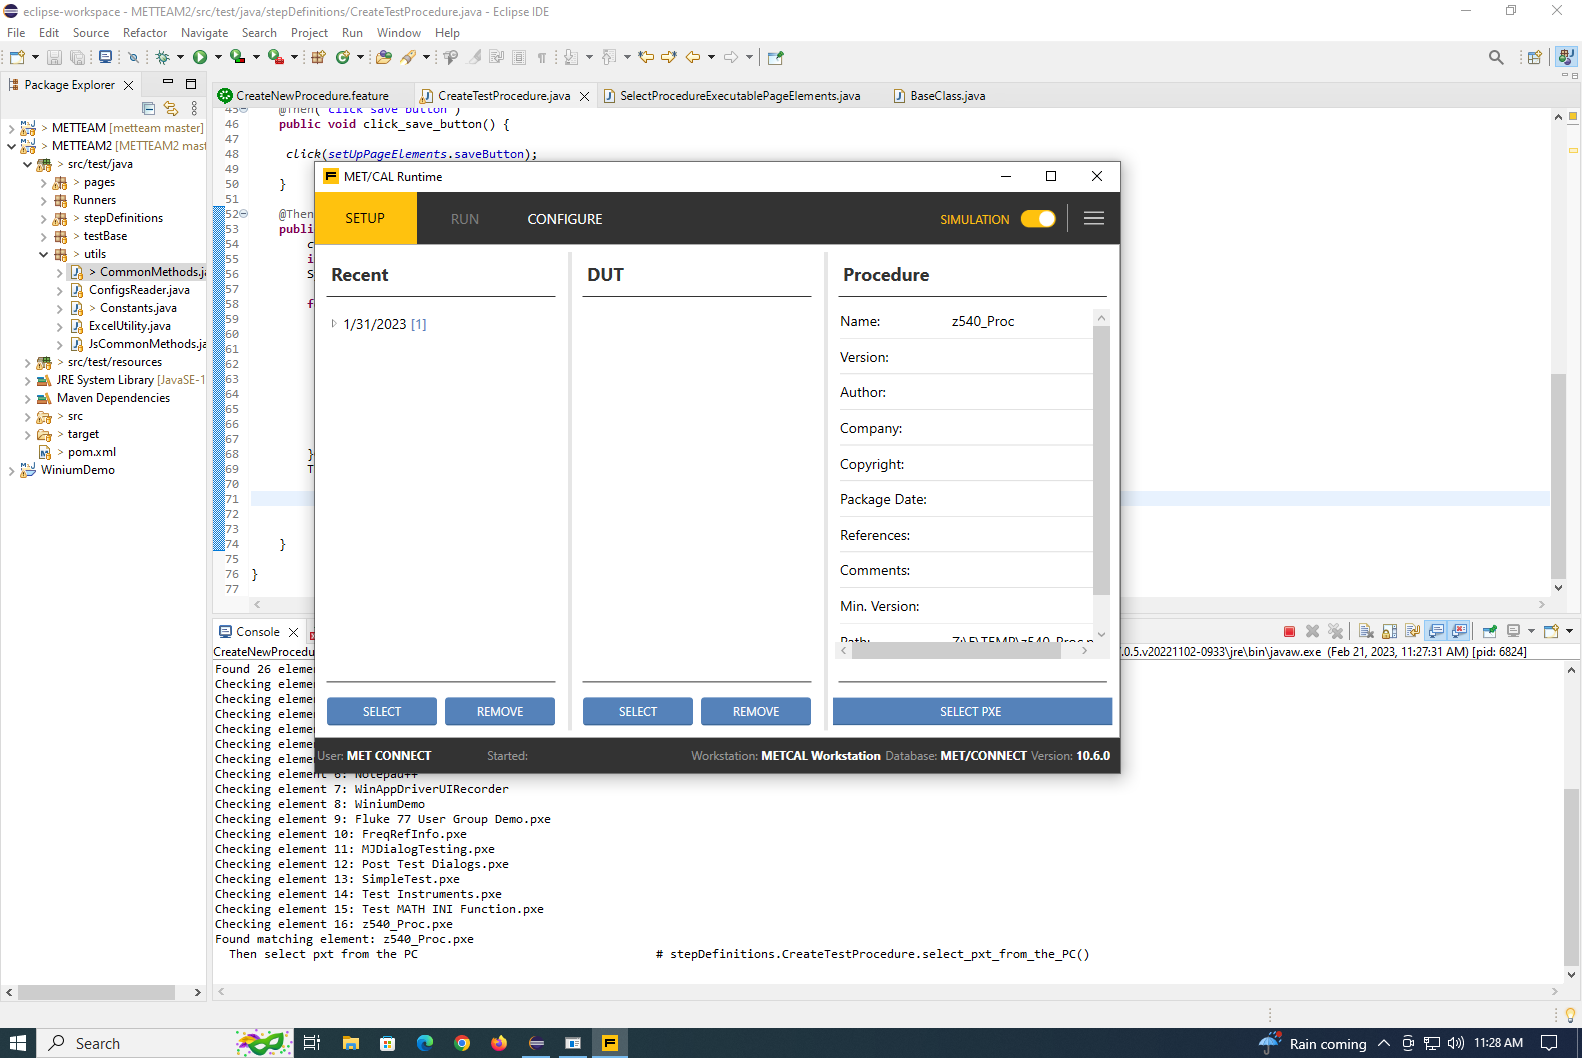 eclipse-workspace - METTEAM2/src/test/java/stepDefinitions/CreateTestProcedure.java - Eclipse IDE
File Edit Source Refactor Navigate Search Project Run Window Help
Package Explorer
METTEAM [metteam master]
METTEAM2 [METTEAM2 mast
src/test/java
pages
Runners
stepDefinitions
testBase
utils
CommonMethods.ja
ConfigsReader.java
Constants.java
ExcelUtility.java
JsCommonMethods.ja
src/test/resources
JRE System Library [JavaSE-1
Maven Dependencies
src
target
pom.xml
WiniumDemo
CreateNewProcedure.feature
CreateTestProcedure.java
SelectProcedureExecutablePageElements.java
BaseClass.java
45 @Then("click save button")
46 public void click_save_button() {
47
48 click(setUpPageElements.saveButton);
49
50 }
51
52 @Then
53 publi
54 c
55 i
56 S
57
58 f
59
60
61
62
63
64
65
66
67
68 }
69 T
70
71
72
73
74 }
75
76 }
77
MET/CAL Runtime
SETUP RUN CONFIGURE SIMULATION
Recent
1/31/2023 [1]
SELECT REMOVE
DUT
SELECT REMOVE
Procedure
Name: z540_Proc
Version:
Author:
Company:
Copyright:
Package Date:
References:
Comments:
Min. Version:
Path: Z:\F\TEMP\z540_Proc.p
SELECT PXE
User: MET CONNECT Started: Workstation: METCAL Workstation Database: MET/CONNECT Version: 10.6.0
Console
CreateNewProcedu
.0.5.v20221102-0933\jre\bin\javaw.exe (Feb 21, 2023, 11:27:31 AM) [pid: 6824]
Found 26 eleme
Checking eleme
Checking eleme
Checking eleme
Checking eleme
Checking eleme
Checking eleme
Checking element 6: Notepad++
Checking element 7: WinAppDriverUIRecorder
Checking element 8: WiniumDemo
Checking element 9: Fluke 77 User Group Demo.pxe
Checking element 10: FreqRefInfo.pxe
Checking element 11: MJDialogTesting.pxe
Checking element 12: Post Test Dialogs.pxe
Checking element 13: SimpleTest.pxe
Checking element 14: Test Instruments.pxe
Checking element 15: Test MATH INI Function.pxe
Checking element 16: z540_Proc.pxe
Found matching element: z540_Proc.pxe
Then select pxt from the PC # stepDefinitions.CreateTestProcedure.select_pxt_from_the_PC()
Search
Rain coming
11:28 AM